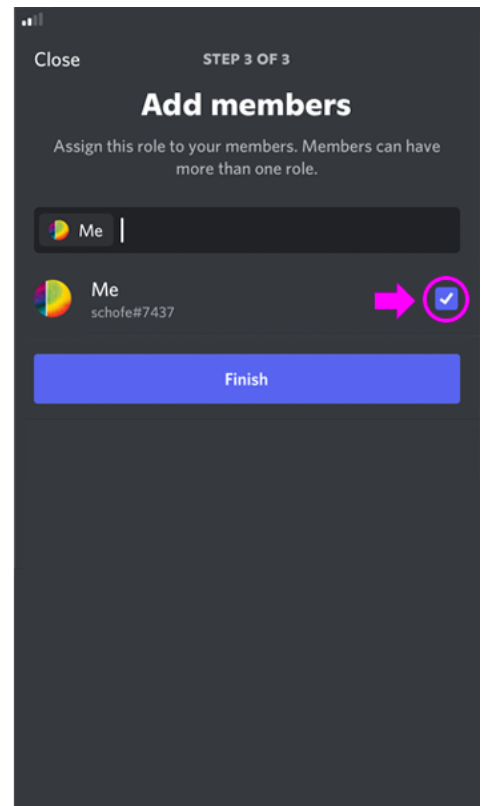 Close
STEP 3 OF 3
Add members
Assign this role to your members. Members can have
more than one role.
Me
Me
schofe#7437
Finish